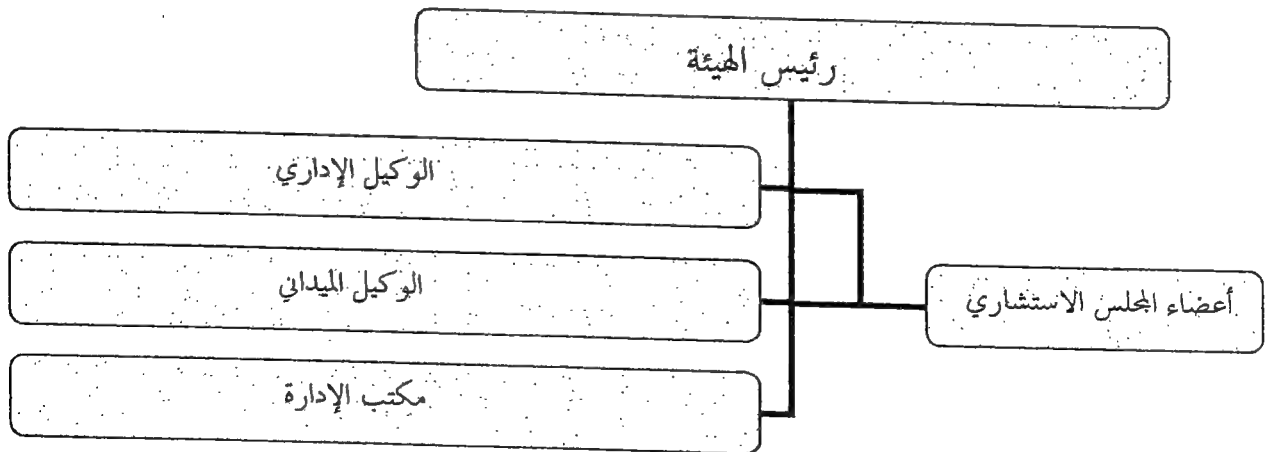 رئيس الهيئة
الوكيل الإداري
الوكيل الميداني
أعضاء المجلس الاستشاري
مكتب الإدارة